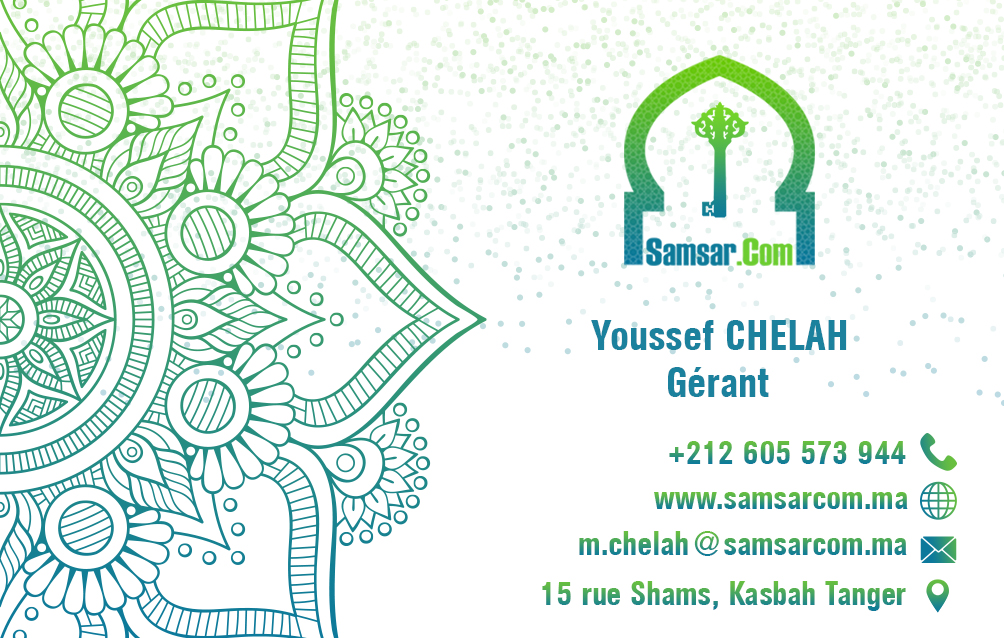 Samsar.Com
Youssef CHELAH
Gérant
+212 605 573 944
www.samsarcom.ma
m.chelah@samsarcom.ma
15 rue Shams, Kasbah Tanger